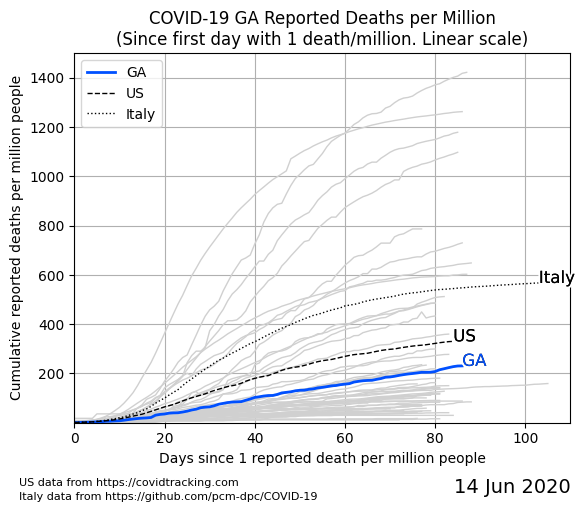 COVID-19 GA Reported Deaths per Million
(Since first day with 1 death/million. Linear scale)
Cumulative reported deaths per million people
1400
1200
1000
800
600
400
200
GA
US
Italy
Italy
US
GA
0 20 40 60 80 100
Days since 1 reported death per million people
US data from https://covidtracking.com
Italy data from https://github.com/pcm-dpc/COVID-19
14 Jun 2020